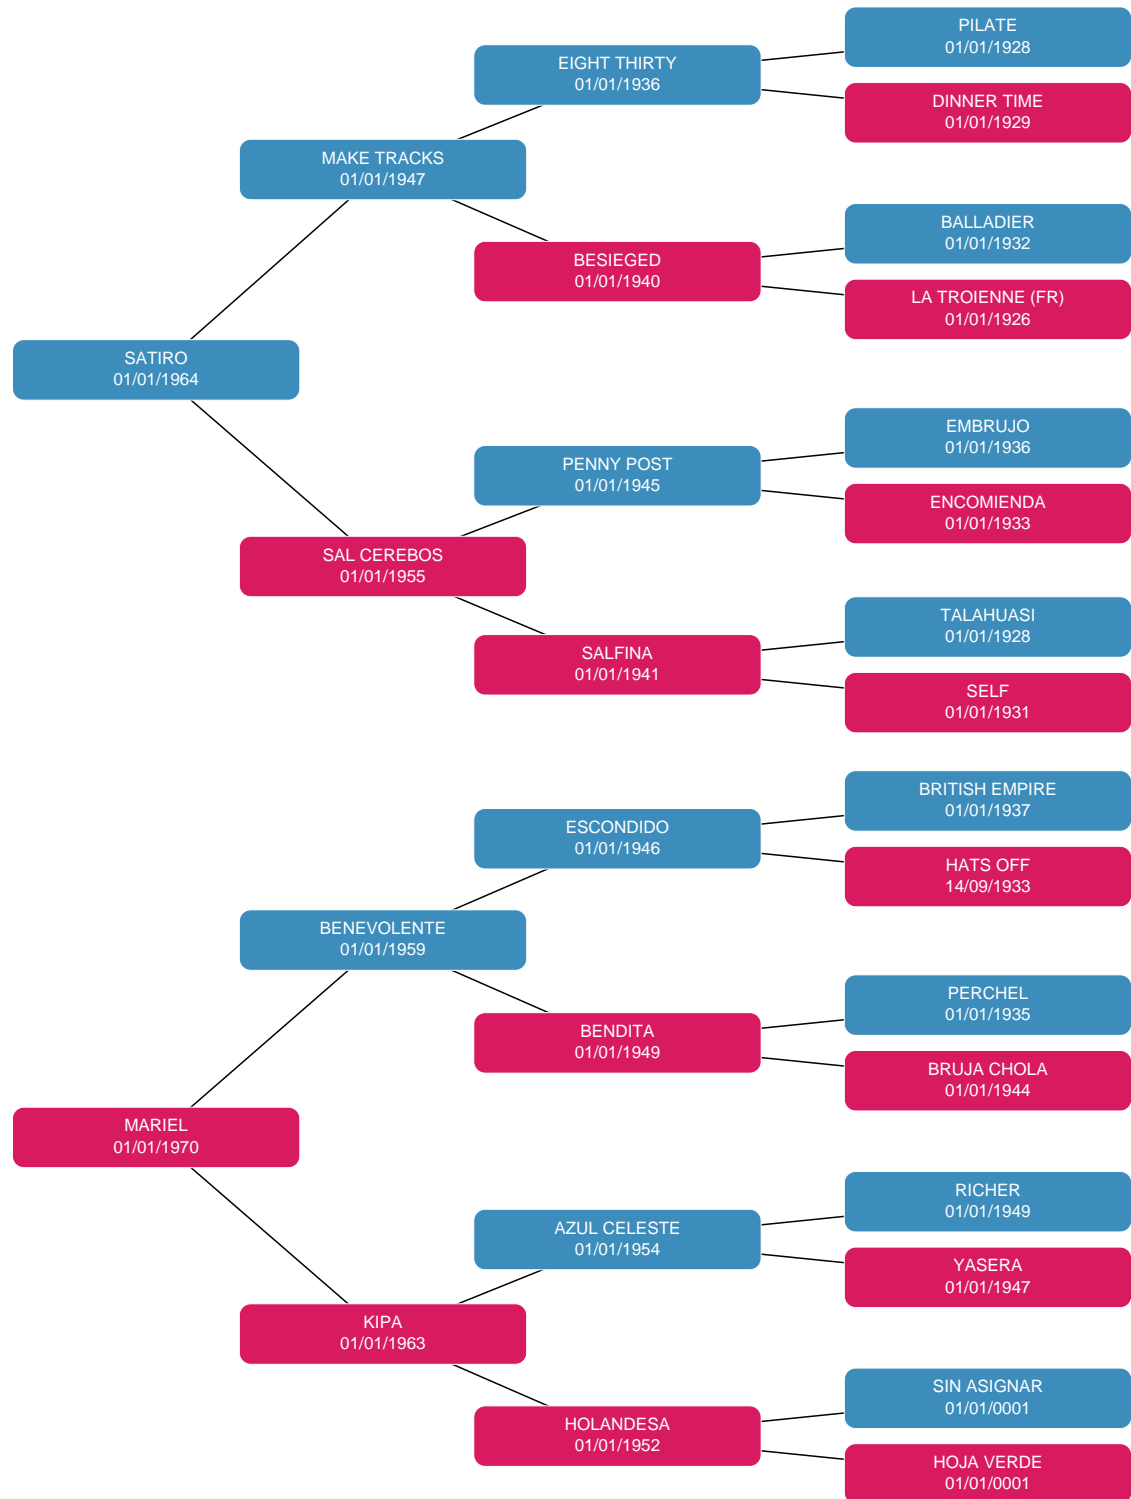 PILATE
01/01/1928
EIGHT THIRTY
01/01/1936
DINNER TIME
01/01/1929
MAKE TRACKS
01/01/1947
BALLADIER
01/01/1932
BESIEGED
01/01/1940
LA TROIENNE (FR)
01/01/1926
SATIRO
01/01/1964
EMBRUJO
01/01/1936
PENNY POST
01/01/1945
ENCOMIENDA
01/01/1933
SAL CEREBOS
01/01/1955
TALAHUASI
01/01/1928
SALFINA
01/01/1941
SELF
01/01/1931
BRITISH EMPIRE
01/01/1937
ESCONDIDO
01/01/1946
HATS OFF
14/09/1933
BENEVOLENTE
01/01/1959
PERCHEL
01/01/1935
BENDITA
01/01/1949
BRUJA CHOLA
01/01/1944
MARIEL
01/01/1970
RICHER
01/01/1949
AZUL CELESTE
01/01/1954
YASERA
01/01/1947
KIPA
01/01/1963
SIN ASIGNAR
01/01/0001
HOLANDESA
01/01/1952
HOJA VERDE
01/01/0001